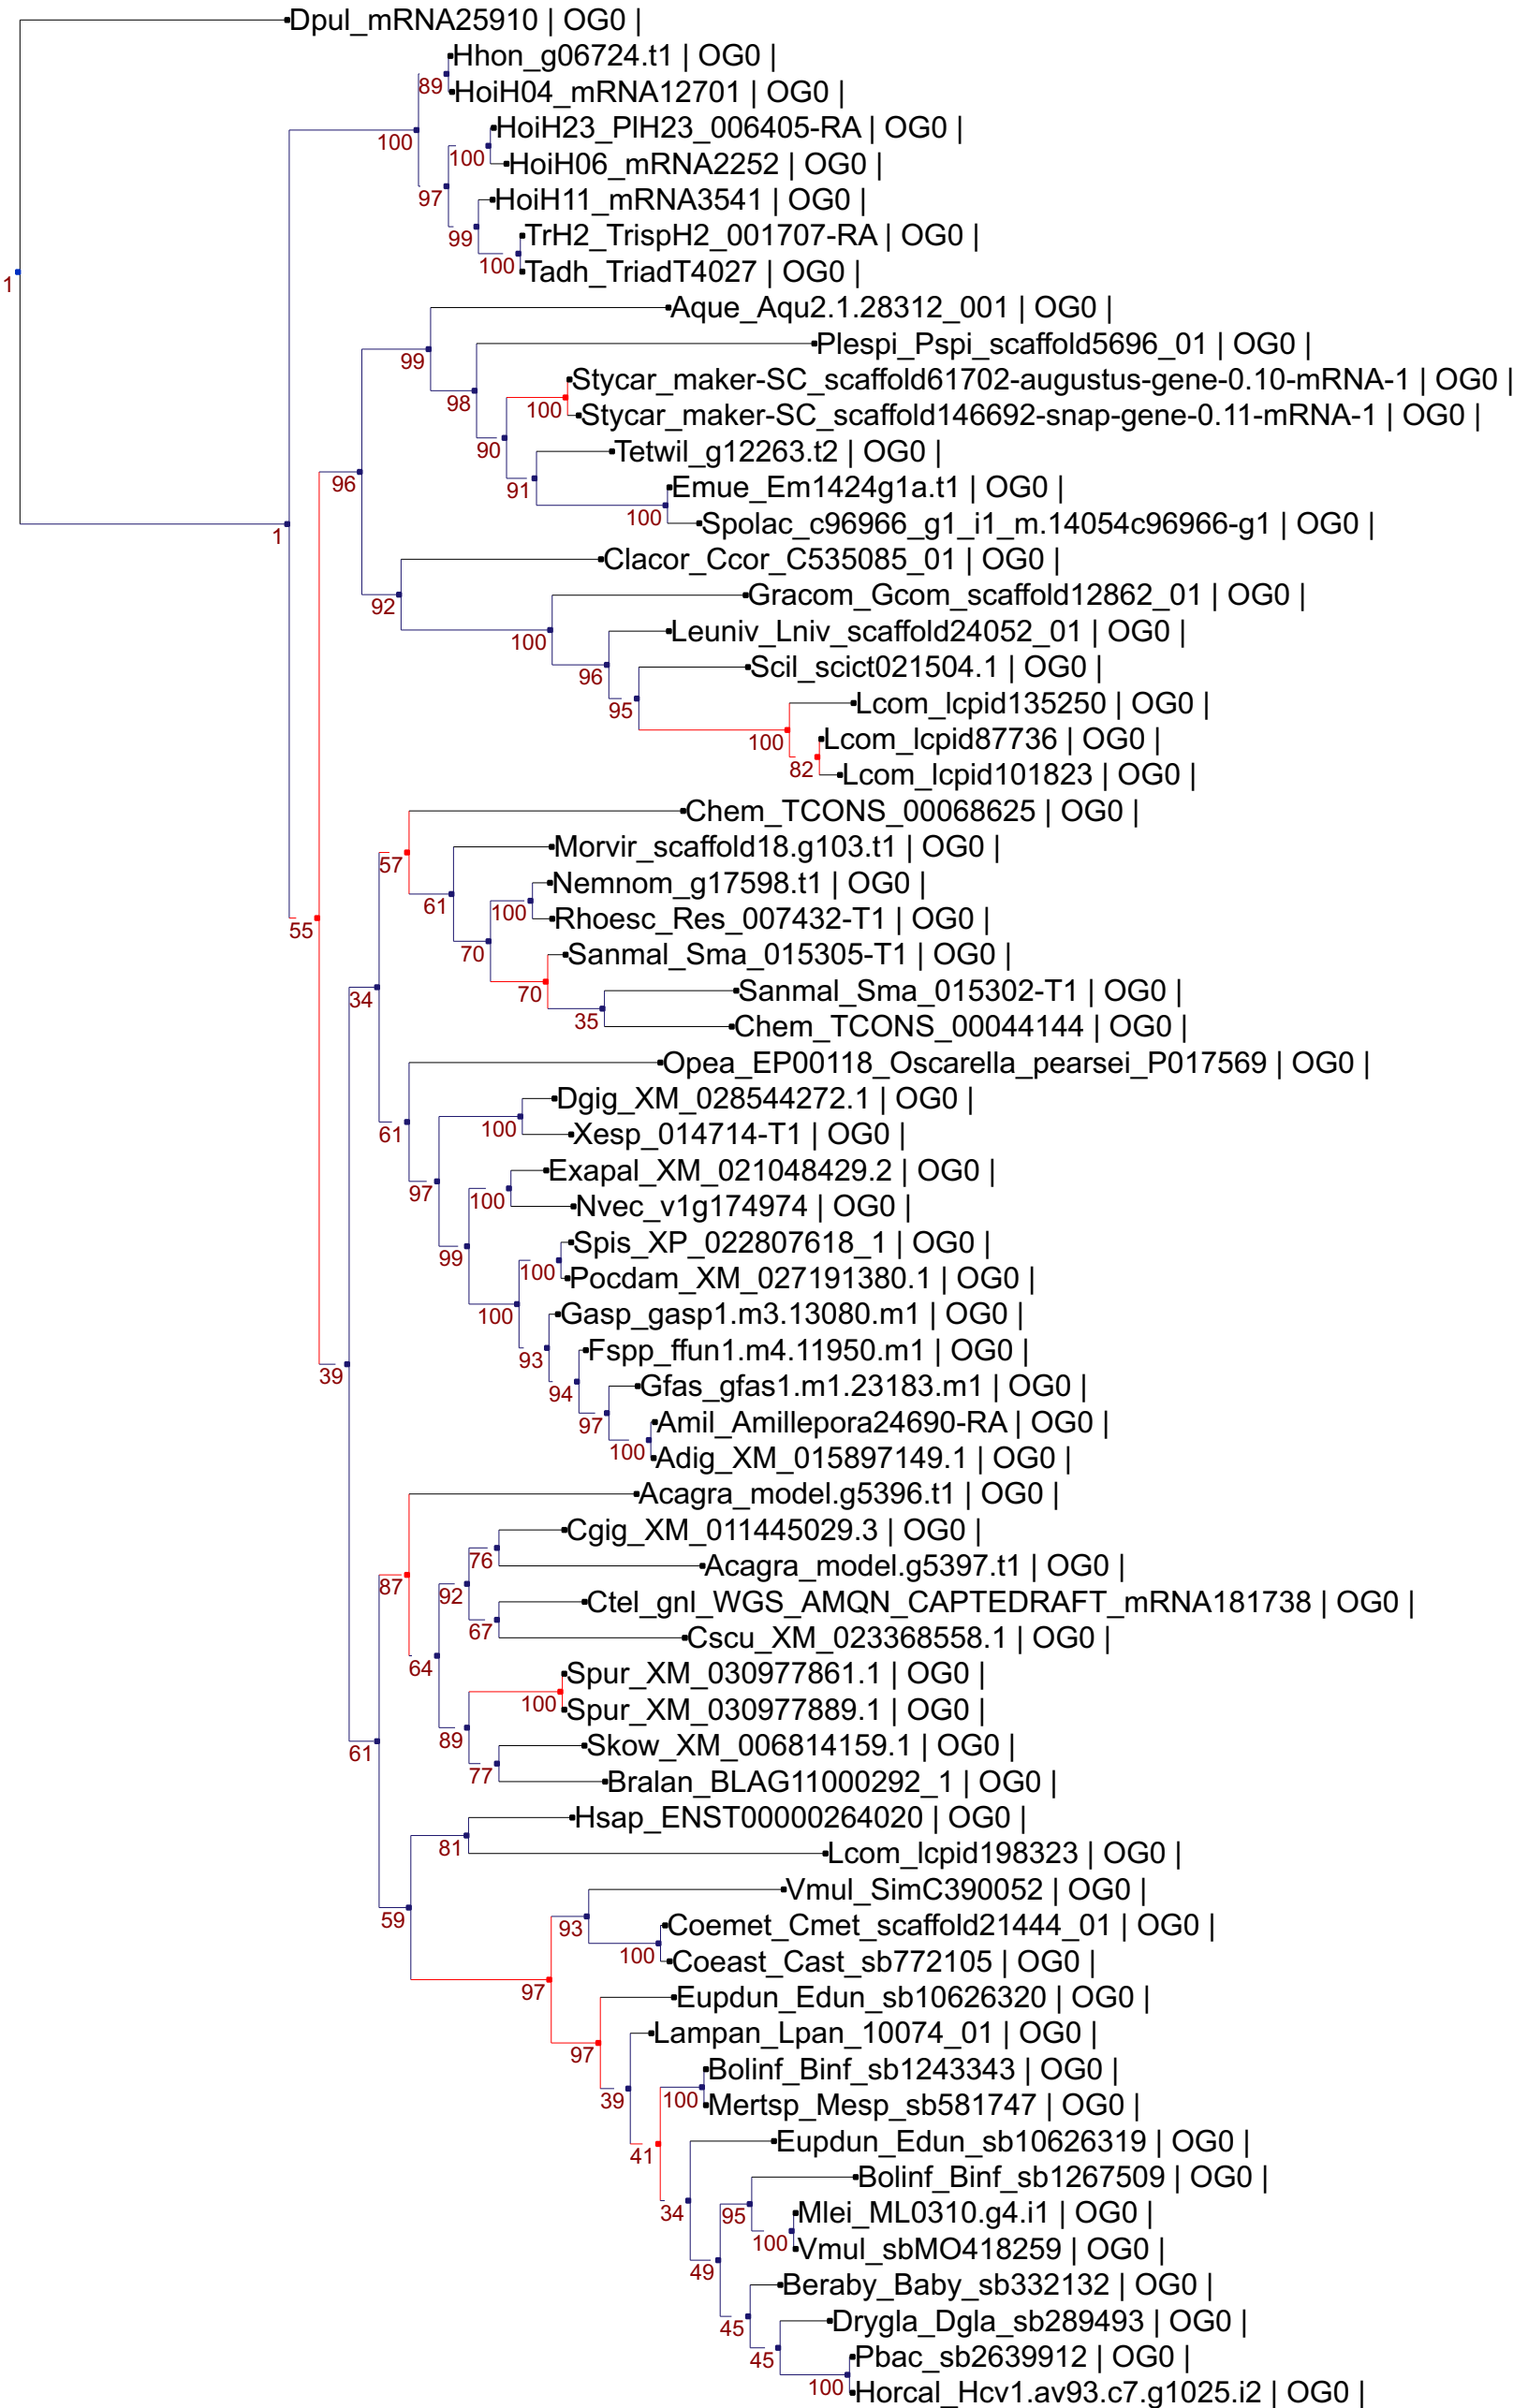 Dpul_mRNA25910 | OG0 |
Hhon_g06724.t1 | OG0 |
89
HoiH04_mRNA12701 | OG0 |
HoiH23_PlH23_006405-RA | OG0 |
100
100
HoiH06_mRNA2252 | OG0 |
97
HoiH11_mRNA3541 | OG0 |
99
TrH2_TrispH2_001707-RA | OG0 |
100
Tadh_TriadT4027 | OG0 |
1
Aque_Aqu2.1.28312_001 | OG0 |
Plespi_Pspi_scaffold5696_01 | OG0 |
99
Stycar_maker-SC_scaffold61702-augustus-gene-0.10-mRNA-1 | OG0 |
98
100
Stycar_maker-SC_scaffold146692-snap-gene-0.11-mRNA-1 | OG0 |
90
Tetwil_g12263.t2 | OG0 |
96
91
Emue_Em1424g1a.t1 | OG0 |
100
Spolac_c96966_g1_i1_m.14054c96966-g1 | OG0 |
1
Clacor_Ccor_C535085_01 | OG0 |
92
Gracom_Gcom_scaffold12862_01 | OG0 |
100
Leuniv_Lniv_scaffold24052_01 | OG0 |
96
Scil_scict021504.1 | OG0 |
95
Lcom_lcpid135250 | OG0 |
100
Lcom_lcpid87736 | OG0 |
82
Lcom_lcpid101823 | OG0 |
Chem_TCONS_00068625 | OG0 |
Morvir_scaffold18.g103.t1 | OG0 |
57
Nemnom_g17598.t1 | OG0 |
61
100
Rhoesc_Res_007432-T1 | OG0 |
55
70
Sanmal_Sma_015305-T1 | OG0 |
70
Sanmal_Sma_015302-T1 | OG0 |
34
35
Chem_TCONS_00044144 | OG0 |
Opea_EP00118_Oscarella_pearsei_P017569 | OG0 |
Dgig_XM_028544272.1 | OG0 |
61
100
Xesp_014714-T1 | OG0 |
Exapal_XM_021048429.2 | OG0 |
97
100
Nvec_v1g174974 | OG0 |
Spis_XP_022807618_1 | OG0 |
99
100
Pocdam_XM_027191380.1 | OG0 |
100
Gasp_gasp1.m3.13080.m1 | OG0 |
93
Fspp_ffun1.m4.11950.m1 | OG0 |
39
94
Gfas_gfas1.m1.23183.m1 | OG0 |
97
Amil_Amillepora24690-RA | OG0 |
100
Adig_XM_015897149.1 | OG0 |
Acagra_model.g5396.t1 | OG0 |
Cgig_XM_011445029.3 | OG0 |
76
Acagra_model.g5397.t1 | OG0 |
87
92
Ctel_gnl_WGS_AMQN_CAPTEDRAFT_mRNA181738 | OG0 |
67
Cscu_XM_023368558.1 | OG0 |
64
Spur_XM_030977861.1 | OG0 |
100
Spur_XM_030977889.1 | OG0 |
89
Skow_XM_006814159.1 | OG0 |
61
77
Bralan_BLAG11000292_1 | OG0 |
Hsap_ENST00000264020 | OG0 |
81
Lcom_lcpid198323 | OG0 |
Vmul_SimC390052 | OG0 |
59
93
Coemet_Cmet_scaffold21444_01 | OG0 |
100
Coeast_Cast_sb772105 | OG0 |
97
Eupdun_Edun_sb10626320 | OG0 |
Lampan_Lpan_10074_01 | OG0 |
97
Bolinf_Binf_sb1243343 | OG0 |
39
100
Mertsp_Mesp_sb581747 | OG0 |
Eupdun_Edun_sb10626319 | OG0 |
41
Bolinf_Binf_sb1267509 | OG0 |
34
95
Mlei_ML0310.g4.i1 | OG0 |
100
Vmul_sbMO418259 | OG0 |
49
Beraby_Baby_sb332132 | OG0 |
45
Drygla_Dgla_sb289493 | OG0 |
45
Pbac_sb2639912 | OG0 |
100
Horcal_Hcv1.av93.c7.g1025.i2 | OG0 |